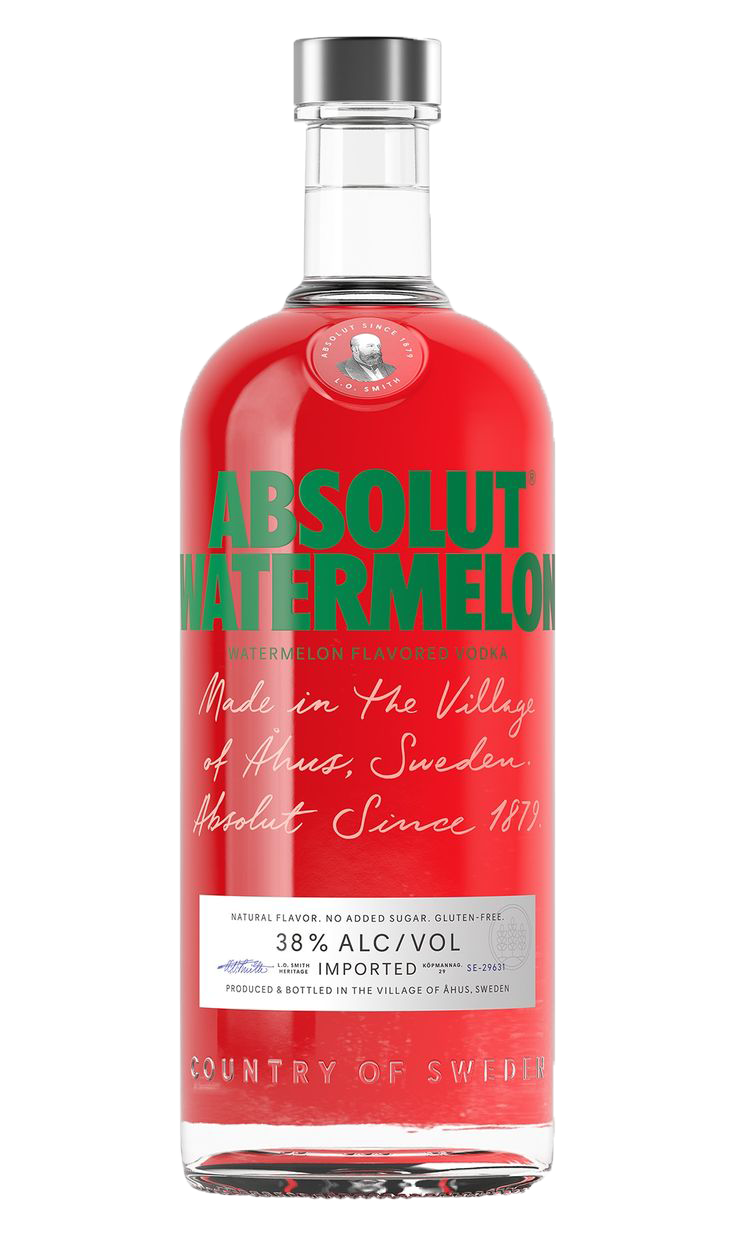 ABSOLUT SINCE 1879
L.O. SMITH
ABSOLUT®
WATERMELON
WATERMELON FLAVORED VODKA
Made in the Village
of Åhus, Sweden.
Absolut Since 1879.
NATURAL FLAVOR. NO ADDED SUGAR. GLUTEN-FREE.
38% ALC/VOL
L.O. SMITH HERITAGE IMPORTED KÖPMANNAG. 29 SE-29631
PRODUCED & BOTTLED IN THE VILLAGE OF ÅHUS, SWEDEN
COUNTRY OF SWEDEN